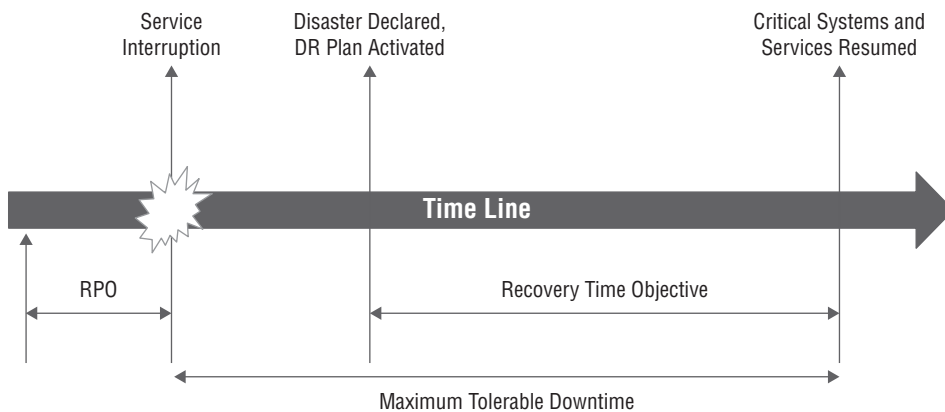 Service
Interruption
Disaster Declared,
DR Plan Activated
Critical Systems and
Services Resumed
Time Line
RPO
Recovery Time Objective
Maximum Tolerable Downtime